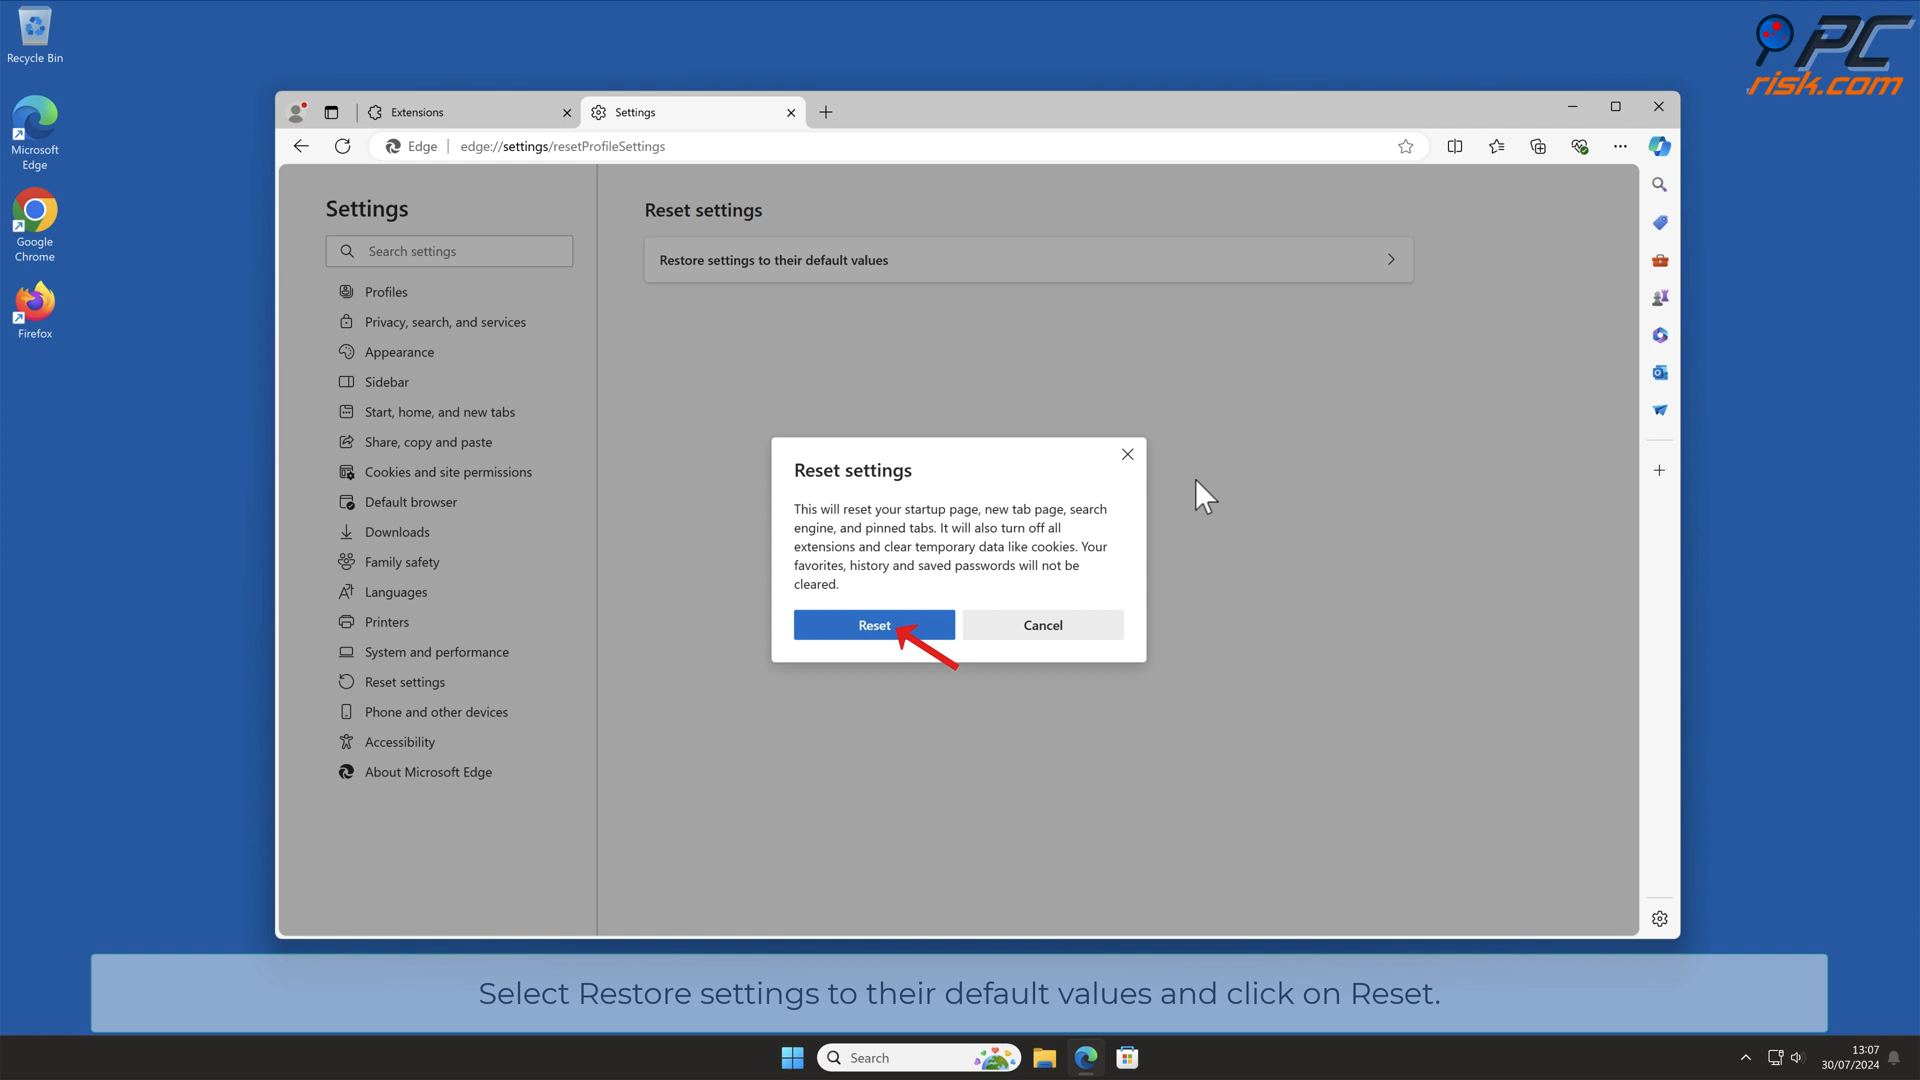 Recycle Bin
Microsoft
Edge
Google
Chrome
Firefox
PC
risk.com
Extensions
Settings
Edge
edge://settings/resetProfileSettings
Settings
Search settings
Profiles
Privacy, search, and services
Appearance
Sidebar
Start, home, and new tabs
Share, copy and paste
Cookies and site permissions
Default browser
Downloads
Family safety
Languages
Printers
System and performance
Reset settings
Phone and other devices
Accessibility
About Microsoft Edge
Reset settings
Restore settings to their default values
Reset settings
This will reset your startup page, new tab page, search
engine, and pinned tabs. It will also turn off all
extensions and clear temporary data like cookies. Your
favorites, history and saved passwords will not be
cleared.
Reset
Cancel
Select Restore settings to their default values and click on Reset.
Search
13:07
30/07/2024